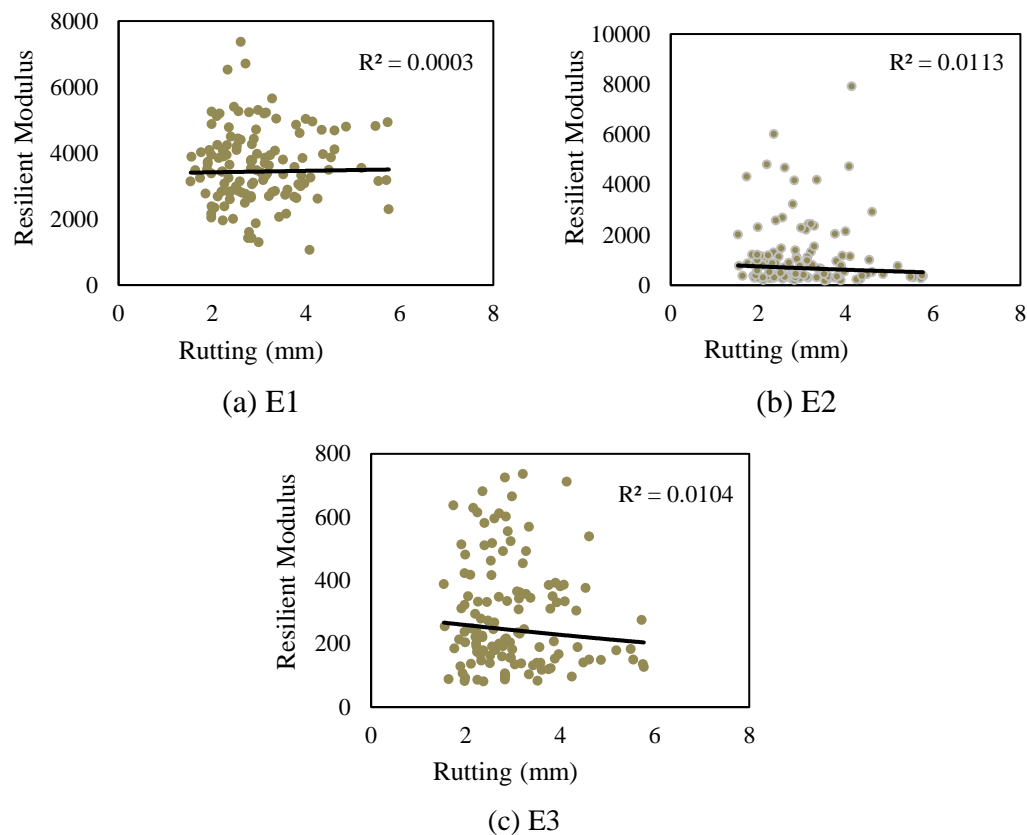 8000
6000
4000
2000
0
Resilient Modulus
R² = 0.0003
0 2 4 6 8
Rutting (mm)
(a) E1
10000
8000
6000
4000
2000
0
Resilient Modulus
R² = 0.0113
0 2 4 6 8
Rutting (mm)
(b) E2
800
600
400
200
0
Resilient Modulus
R² = 0.0104
0 2 4 6 8
Rutting (mm)
(c) E3